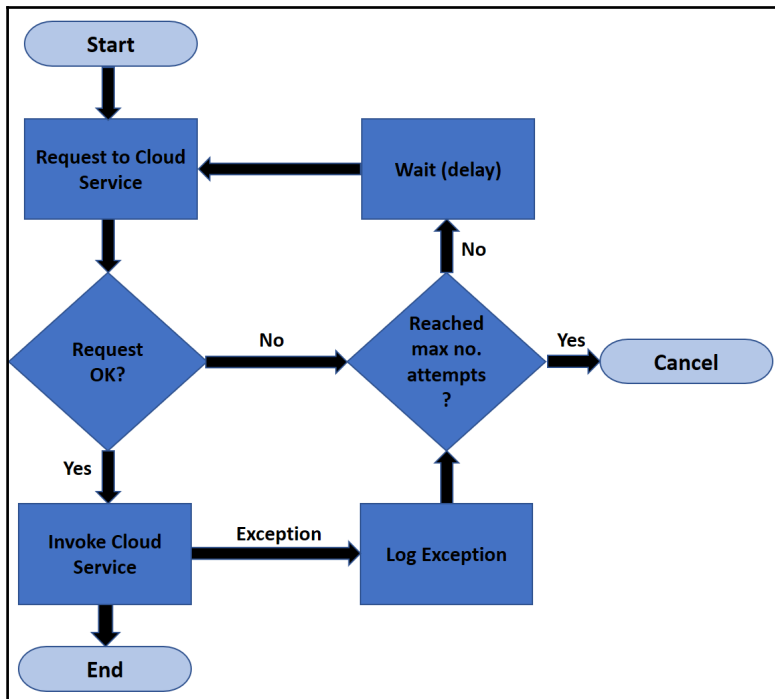 Start
Request to Cloud
Service
Wait (delay)
No
Request
OK?
No
Reached
max no.
attempts
?
Yes
Cancel
Yes
Invoke Cloud
Service
Exception
Log Exception
End